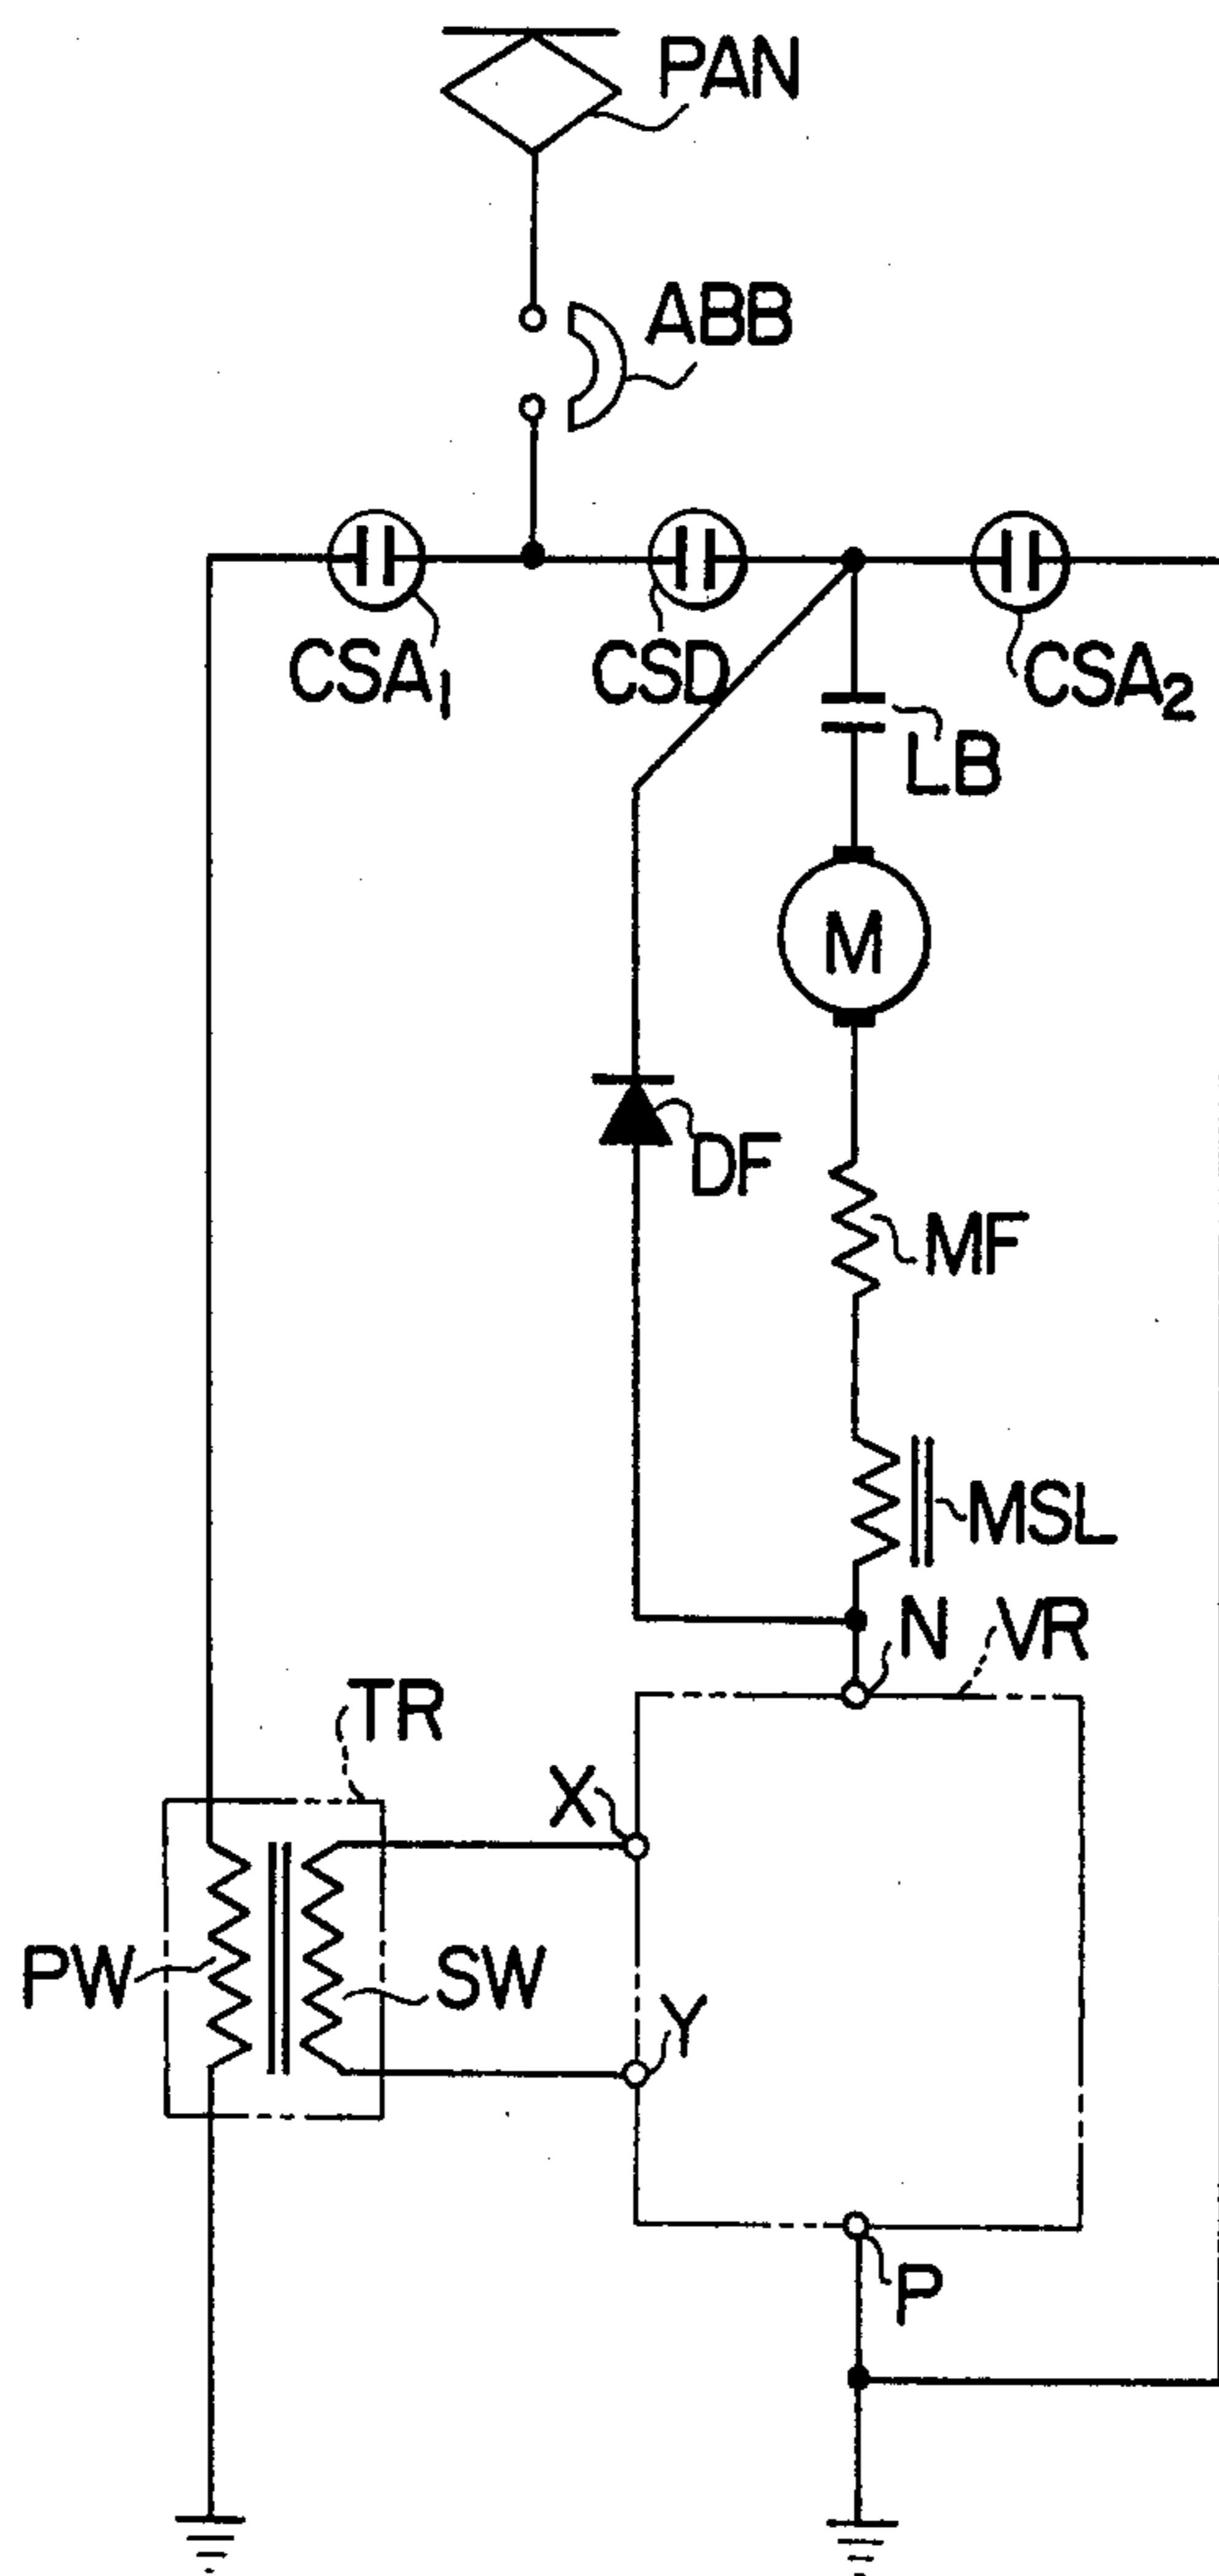 PAN
ABB
CSA₁
CSD
CSA₂
LB
M
DF
MF
MSL
N
VR
TR
X
PW
SW
Y
P